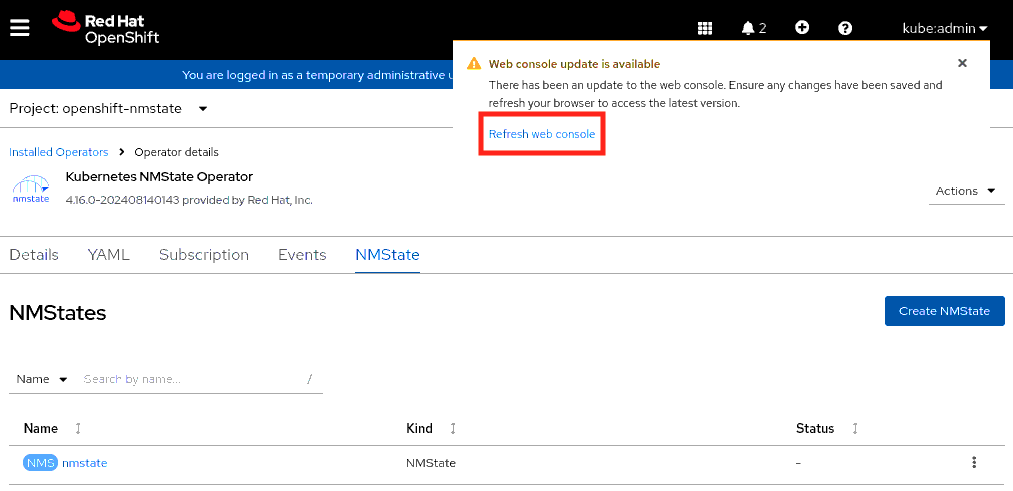 Red Hat
OpenShift
2
kube:admin
You are logged in as a temporary administrative u
Web console update is available
There has been an update to the web console. Ensure any changes have been saved and
refresh your browser to access the latest version.
Refresh web console
Project: openshift-nmstate
Installed Operators Operator details
nmstate
Kubernetes NMState Operator
4.16.0-202408140143 provided by Red Hat, Inc.
Actions
Details YAML Subscription Events NMState
NMStates
Create NMState
Name Search by name... /
Name Kind Status
NMS nmstate NMState -